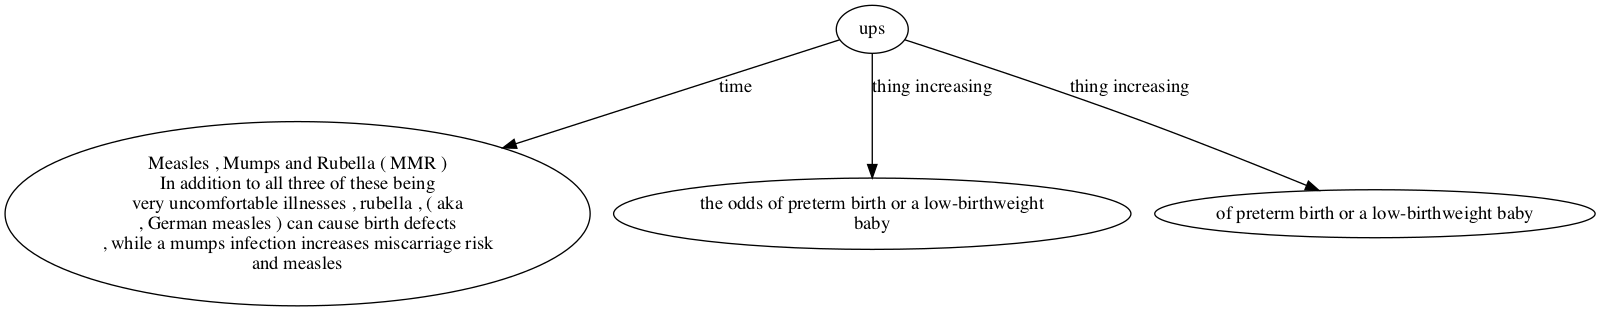 ups
time
thing increasing
thing increasing
Measles , Mumps and Rubella ( MMR )
In addition to all three of these being
very uncomfortable illnesses , rubella , ( aka
, German measles ) can cause birth defects
, while a mumps infection increases miscarriage risk
and measles
the odds of preterm birth or a low-birthweight
baby
of preterm birth or a low-birthweight baby